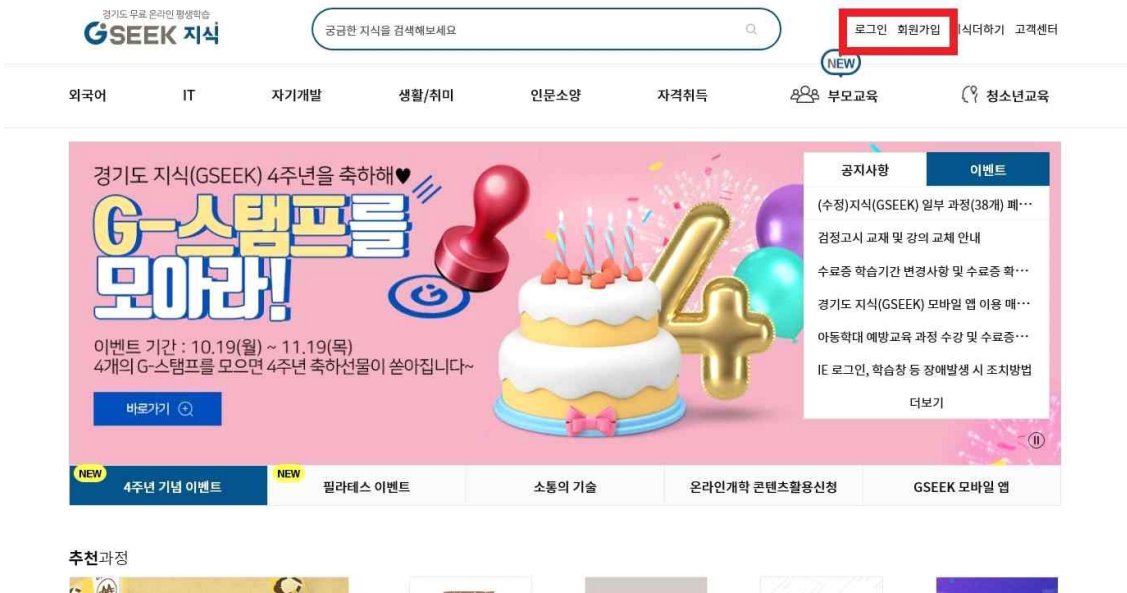 경기도 무료 온라인 평생학습
GSEEK 지식
궁금한 지식을 검색해보세요
로그인 회원가입 식더하기 고객센터
NEW
외국어 IT 자기개발 생활/취미 인문소양 자격취득 부모교육 청소년교육
경기도 지식(GSEEK) 4주년을 축하해♥
G-스탬프를
모아라!
이벤트 기간 : 10.19(월) ~ 11.19(목)
4개의 G-스탬프를 모으면 4주년 축하선물이 쏟아집니다~
바로가기
4
공지사항 이벤트
(수정)지식(GSEEK) 일부 과정(38개) 폐…
검정고시 교재 및 강의 교체 안내
수료증 학습기간 변경사항 및 수료증 확…
경기도 지식(GSEEK) 모바일 앱 이용 매…
아동학대 예방교육 과정 수강 및 수료증…
IE 로그인, 학습창 등 장애발생 시 조치방법
더보기
NEW NEW
4주년 기념 이벤트 필라테스 이벤트 소통의 기술 온라인개학 콘텐츠활용신청 GSEEK 모바일 앱
추천과정